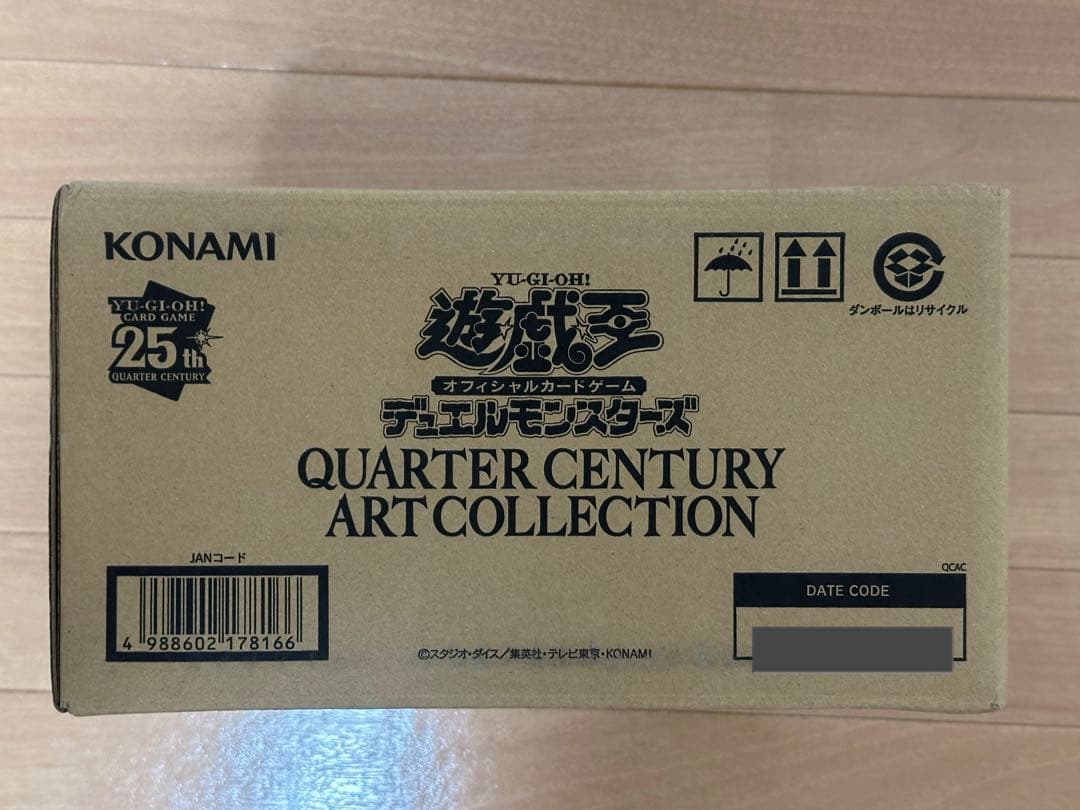 KONAMI
YU-GI-OH!
CARD GAME
25th
QUARTER CENTURY
YU-GI-OH!
遊戯王
オフィシャルカードゲーム
デュエルモンスターズ
QUARTER CENTURY
ART COLLECTION
ダンボールはリサイクル
JANコード
4 988602 178166
©スタジオ・ダイス/集英社・テレビ東京・KONAMI
QCAC
DATE CODE